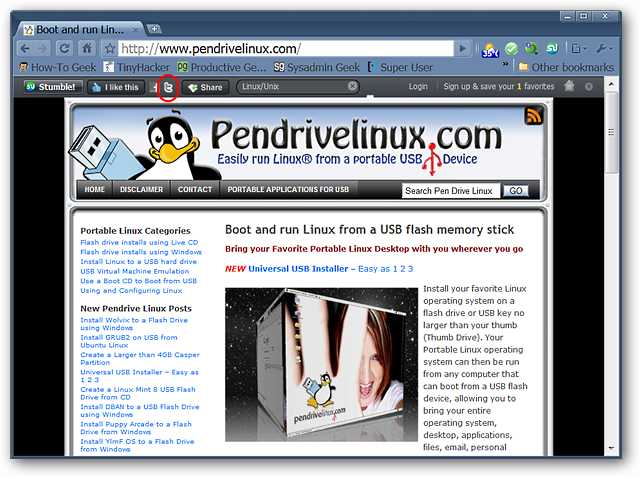 Boot and run Lin...
http://www.pendrivelinux.com/
35°F
How-To Geek
TinyHacker
Productive Ge...
Sysadmin Geek
Super User
»
Other bookmarks
Stumble!
I like this
Share
Linux/Unix
Login
Sign up & save your 1 favorites
Pendrivelinux.com
Easily run Linux® from a portable USB Device
HOME
DISCLAIMER
CONTACT
PORTABLE APPLICATIONS FOR USB
Search Pen Drive Linux
GO
Portable Linux Categories
Flash drive installs using Live CD
Flash drive installs using Windows
Install Linux to a USB hard drive
USB Virtual Machine Emulation
Use a Boot CD to Boot from USB
Using and Configuring Linux
New Pendrive Linux Posts
Install Wolvix to a Flash Drive
using Windows
Install GRUB2 on USB from
Ubuntu Linux
Create a Larger than 4GB Casper
Partition
Universal USB Installer – Easy as
1 2 3
Create a Linux Mint 8 USB Flash
Drive from CD
Install DBAN to a USB Flash Drive
using Windows
Install Puppy Arcade to a Flash
Drive from Windows
Install YlmF OS to a Flash Drive
from Windows
Boot and run Linux from a USB flash memory stick
Bring your Favorite Portable Linux Desktop with you wherever you go
NEW Universal USB Installer – Easy as 1 2 3
pendrivelinux.com
Install your favorite Linux
operating system on a
flash drive or USB key no
larger than your thumb
(Thumb Drive). Your
Portable Linux operating
system can then be run
from any computer that
can boot from a USB flash
device, allowing you to
bring your entire
operating system,
desktop, applications,
files, email, personal